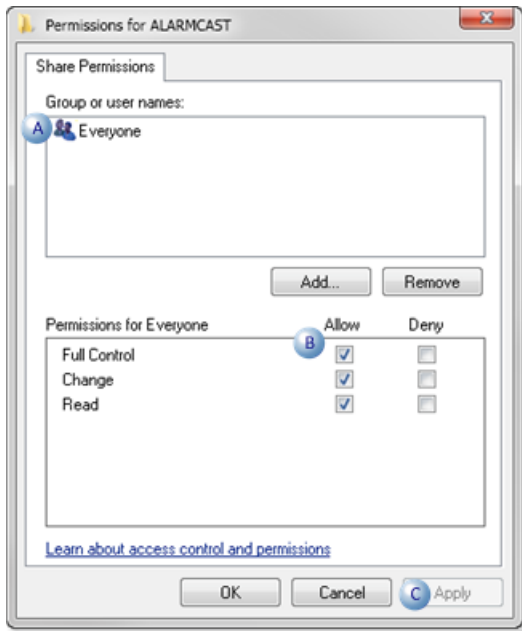 Permissions for ALARMCAST
Share Permissions
Group or user names:
A Everyone
Add... Remove
Permissions for Everyone Allow Deny
B
Full Control
Change
Read
Learn about access control and permissions
OK Cancel C Apply